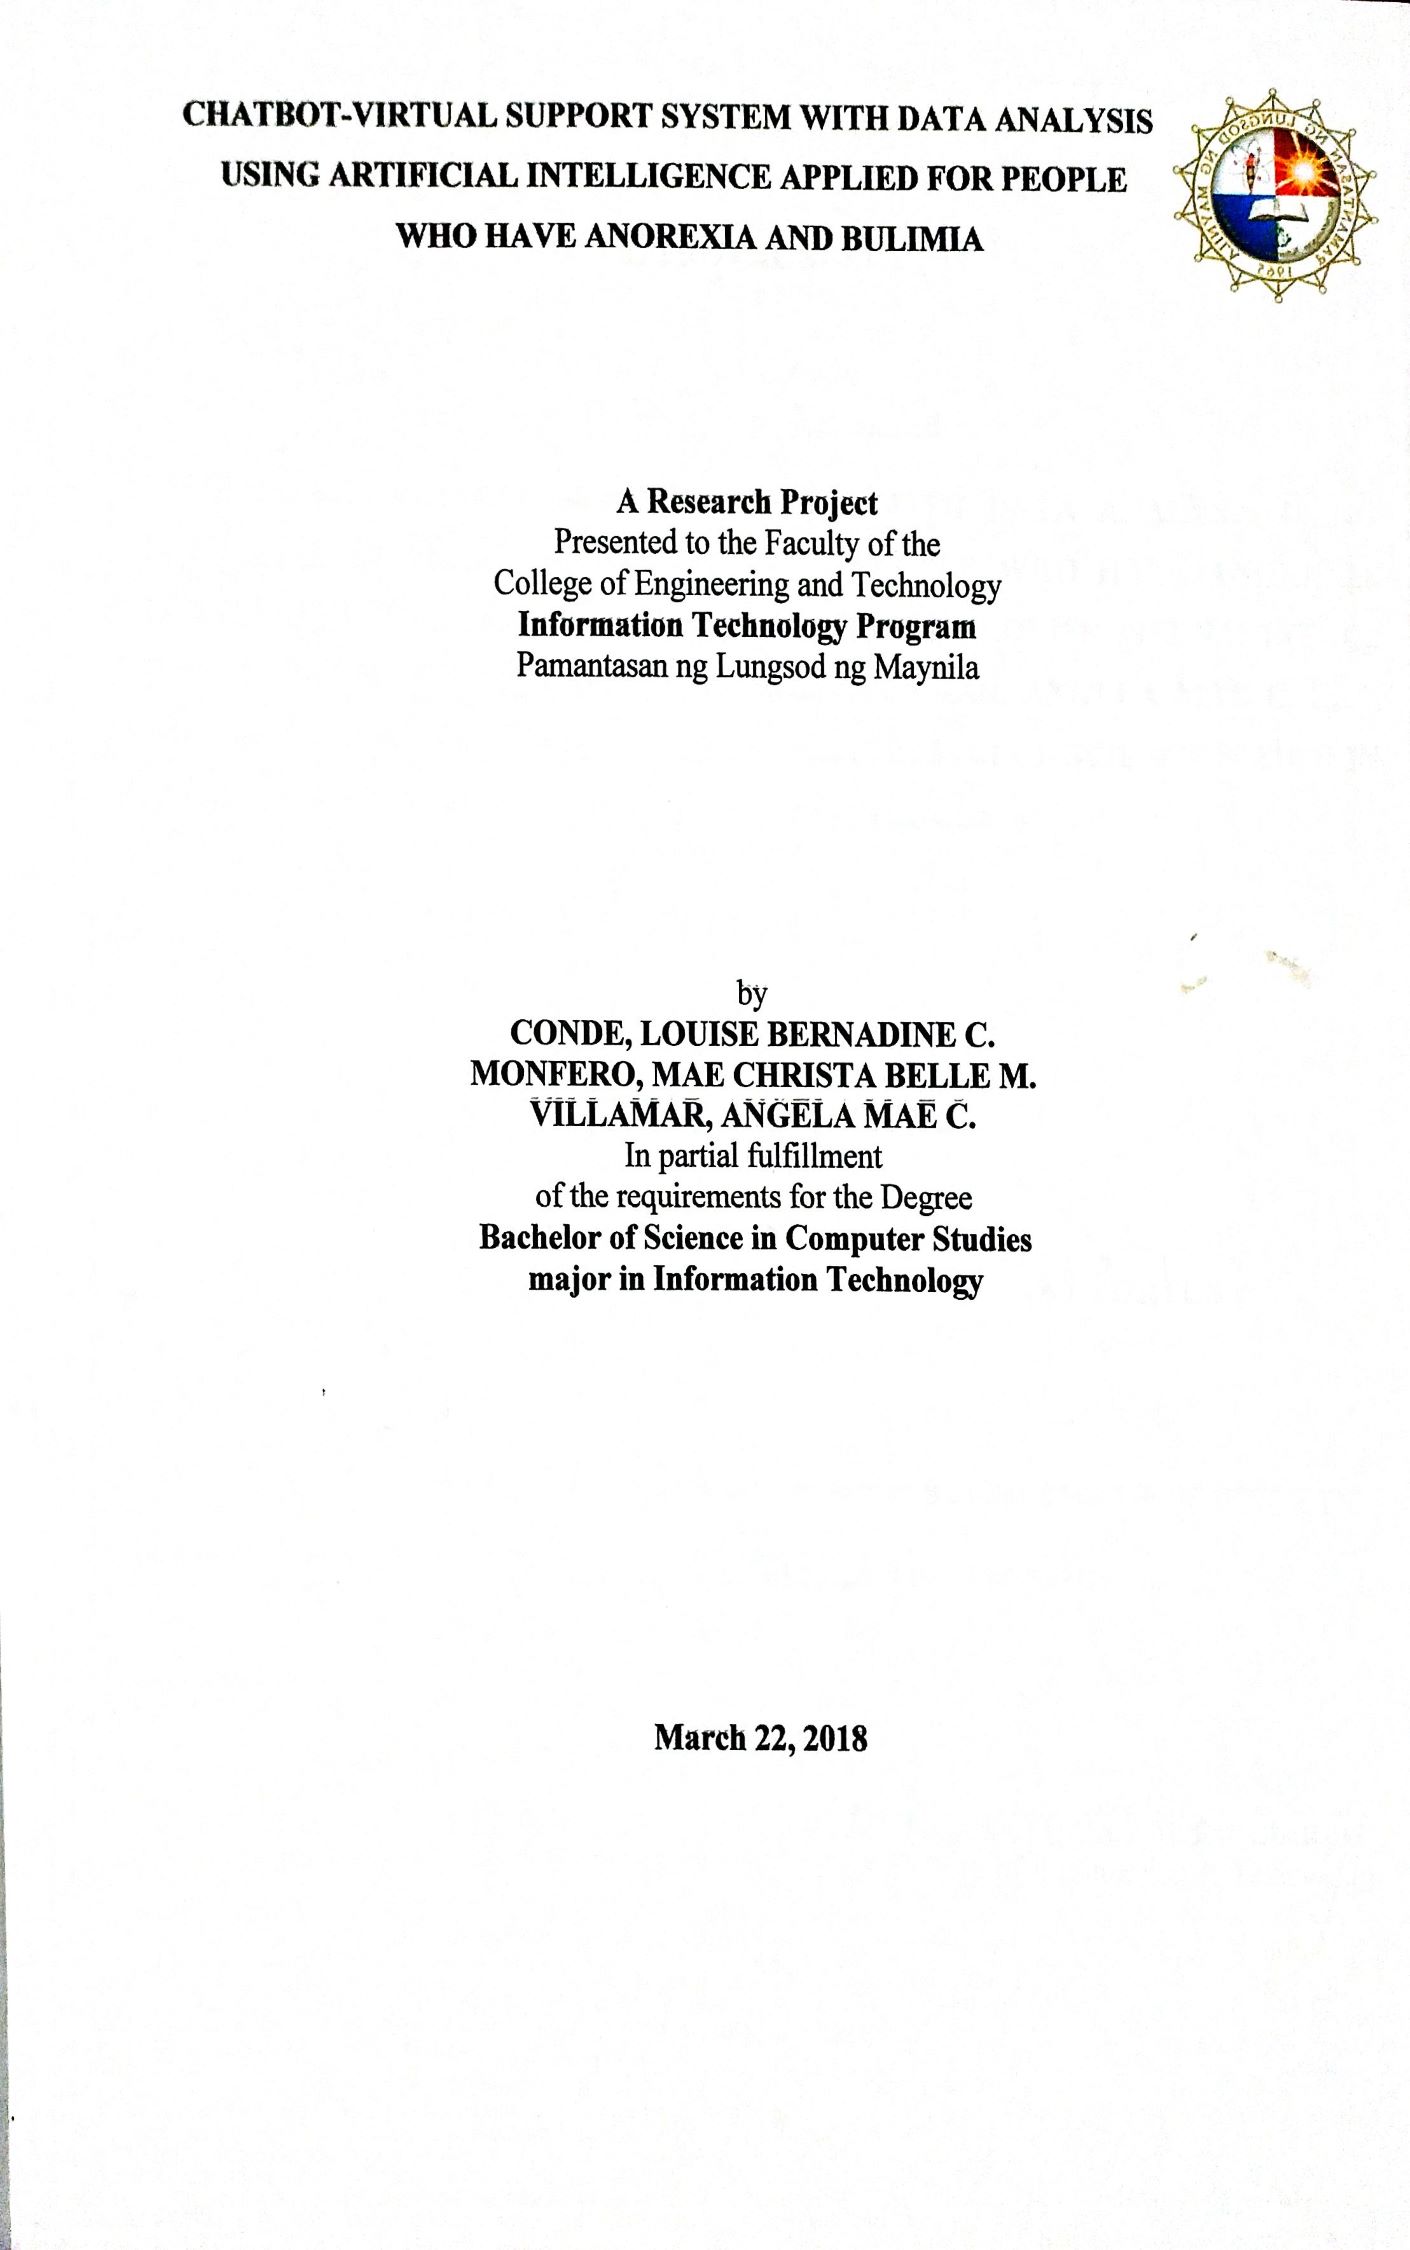 CHATBOT-VIRTUAL SUPPORT SYSTEM WITH DATA ANALYSIS
USING ARTIFICIAL INTELLIGENCE APPLIED FOR PEOPLE
WHO HAVE ANOREXIA AND BULIMIA
PAMANTASAN NG LUNGSOD NG MAYNILA
1965
A Research Project
Presented to the Faculty of the
College of Engineering and Technology
Information Technology Program
Pamantasan ng Lungsod ng Maynila
by
CONDE, LOUISE BERNADINE C.
MONFERO, MAE CHRISTA BELLE M.
VILLAMAR, ANGELA MAE C.
In partial fulfillment
of the requirements for the Degree
Bachelor of Science in Computer Studies
major in Information Technology
March 22, 2018